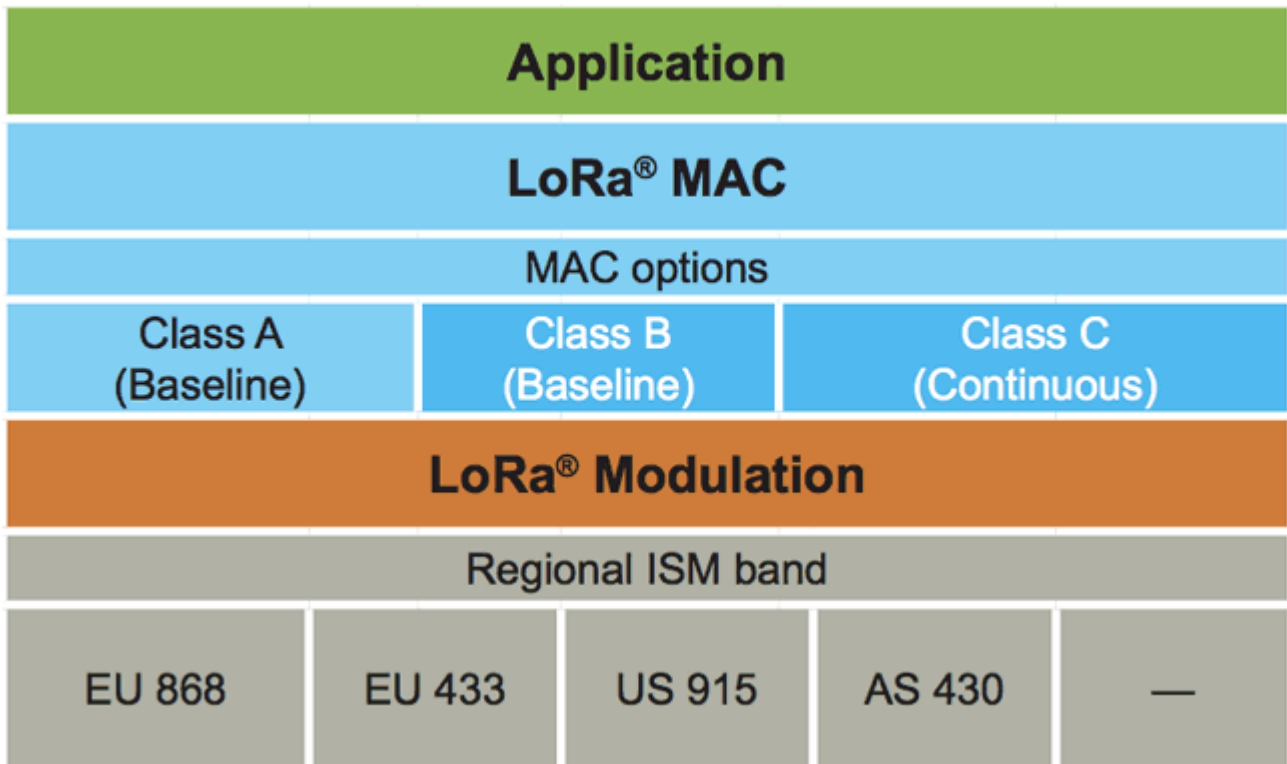 Application
LoRa® MAC
MAC options
Class A
(Baseline)
Class B
(Baseline)
Class C
(Continuous)
LoRa® Modulation
Regional ISM band
EU 868
EU 433
US 915
AS 430
—